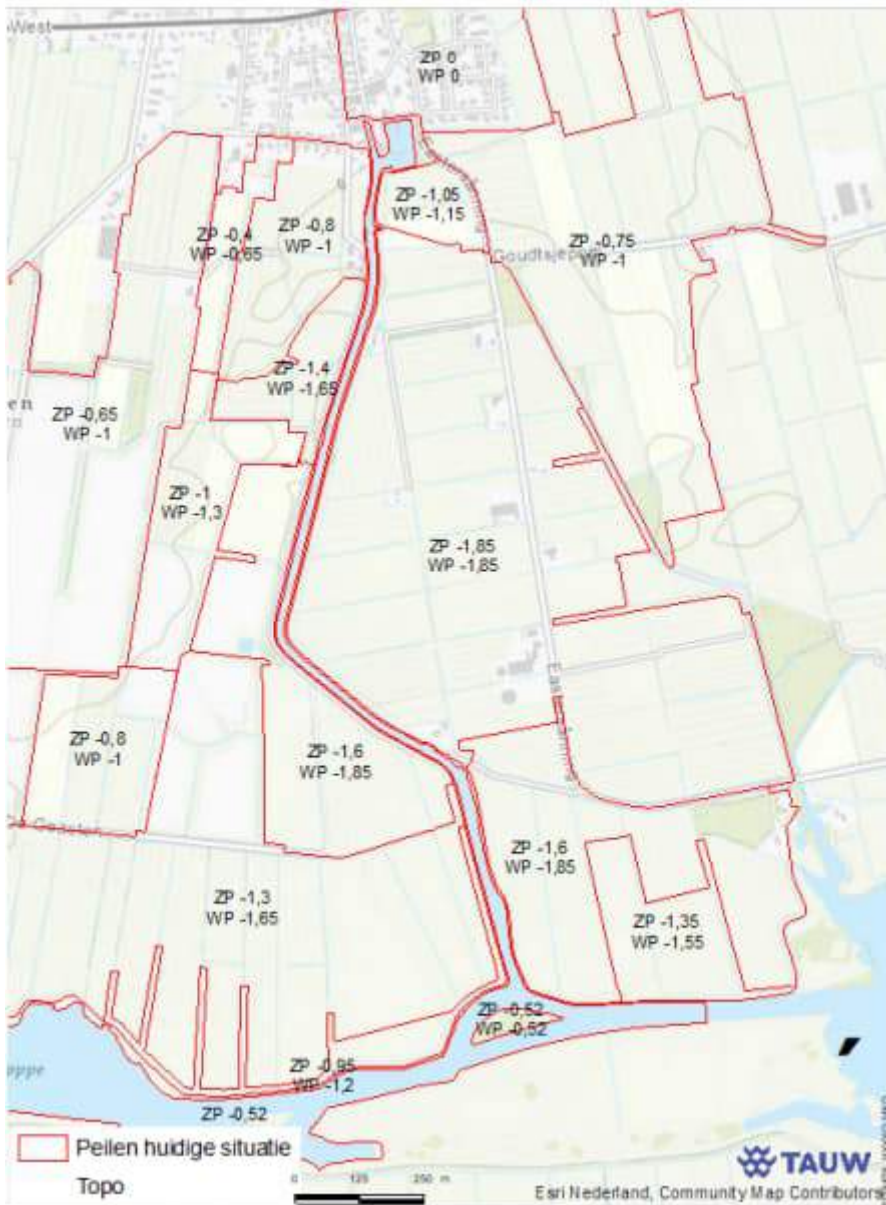 -West
ZP 0
WP 0
ZP -1,05
WP -1,15
ZP -0,4
WP -0,65
ZP -0,8
WP -1
ZP -0,75
WP -1
ZP -1,4
WP -1,65
ZP -0,65
WP -1
ZP -1
WP -1,3
ZP -1,85
WP -1,85
ZP -0,8
WP -1
ZP -1,6
WP -1,85
ZP -1,6
WP -1,85
ZP -1,3
WP -1,65
ZP -1,35
WP -1,55
ZP -0,52
WP -0,52
ZP -0,95
WP -1,2
ZP -0,52
Peilen huidige situatie
Topo
0 125 250 m
TAUW
Esri Nederland, Community Map Contributors